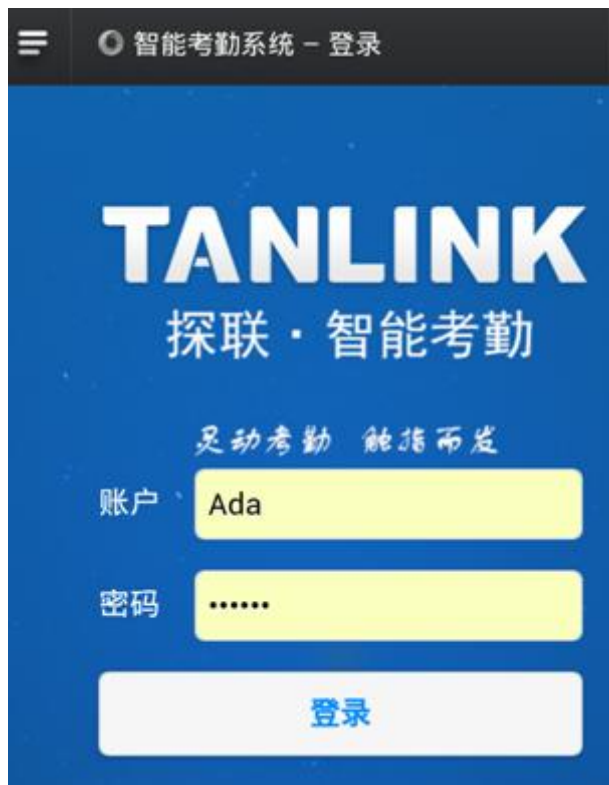 智能考勤系统 – 登录
TANLINK
探联·智能考勤
灵动考勤 触指而发
账户 Ada
密码 ••••••
登录